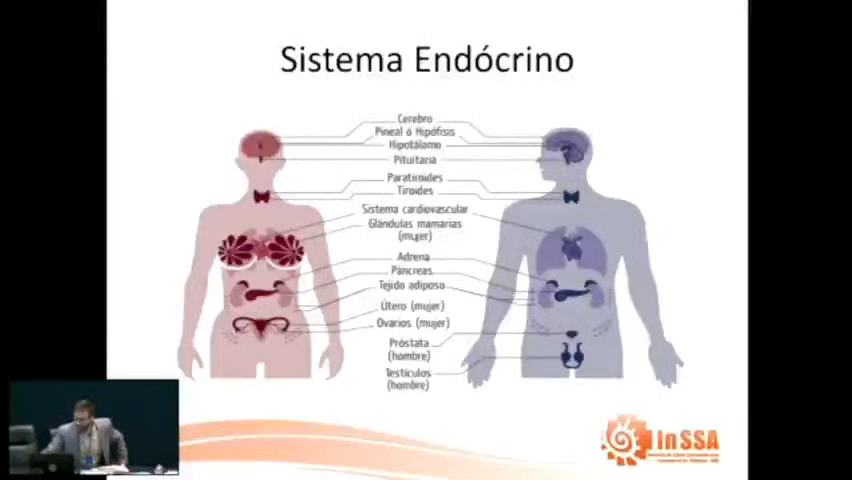 Sistema Endócrino
Cerebro
Pineal ó Hipófisis
Hipotálamo
Pituitaria
Paratiroides
Tiroides
Sistema cardiovascular
Glándulas mamarias
(mujer)
Adrena
Páncreas
Tejido adiposo
Útero (mujer)
Ovarios (mujer)
Próstata
(hombre)
Testículos
(hombre)
InSSA